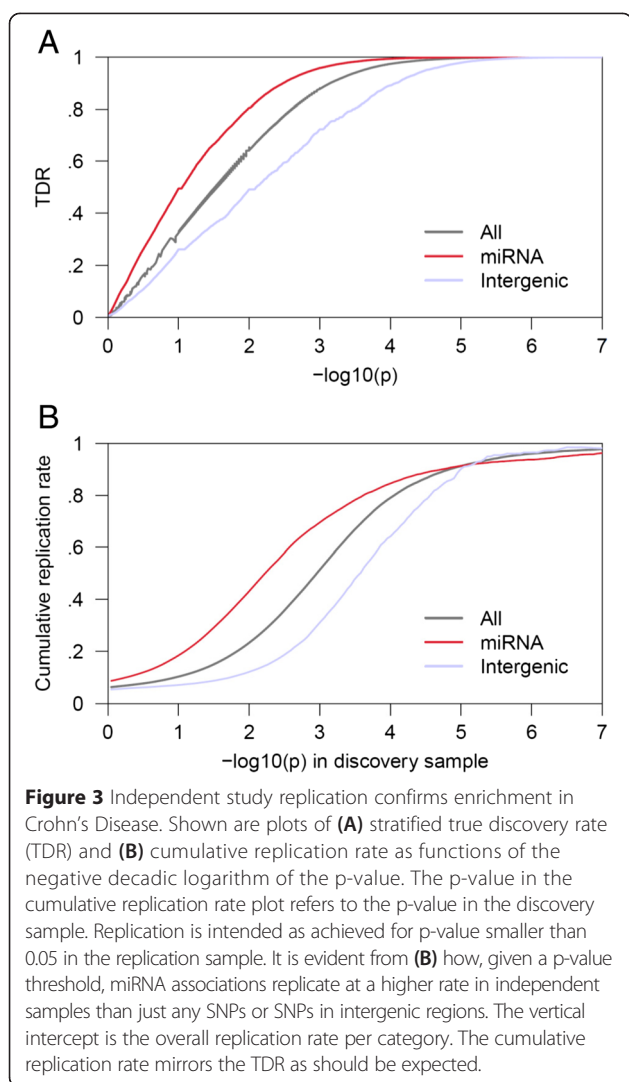 A
1
.8
.6
.4
.2
0
TDR
All
miRNA
Intergenic
0 1 2 3 4 5 6 7
−log10(p)
B
1
.8
.6
.4
.2
0
Cumulative replication rate
All
miRNA
Intergenic
0 1 2 3 4 5 6 7
−log10(p) in discovery sample
Figure 3 Independent study replication confirms enrichment in
Crohn's Disease. Shown are plots of (A) stratified true discovery rate
(TDR) and (B) cumulative replication rate as functions of the
negative decadic logarithm of the p-value. The p-value in the
cumulative replication rate plot refers to the p-value in the discovery
sample. Replication is intended as achieved for p-value smaller than
0.05 in the replication sample. It is evident from (B) how, given a p-value
threshold, miRNA associations replicate at a higher rate in independent
samples than just any SNPs or SNPs in intergenic regions. The vertical
intercept is the overall replication rate per category. The cumulative
replication rate mirrors the TDR as should be expected.